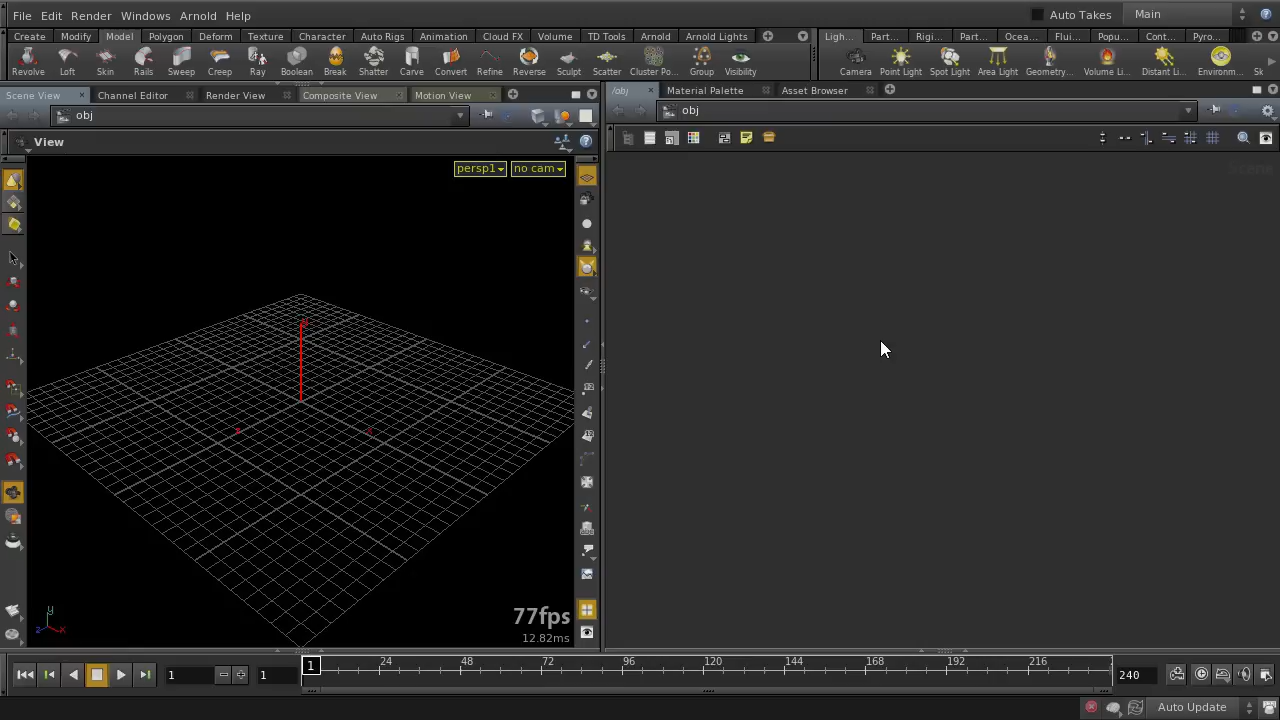 File Edit Render Windows Arnold Help Auto Takes Main
Create Modify Model Polygon Deform Texture Character Auto Rigs Animation Cloud FX Volume TD Tools Arnold Arnold Lights Ligh... Part... Rigi... Part... Ocea... Flui... Popu... Cont... Pyro...
Revolve Loft Skin Rails Sweep Creep Ray Boolean Break Shatter Carve Convert Refine Reverse Sculpt Scatter Cluster Po... Group Visibility Camera Point Light Spot Light Area Light Geometry... Volume Li... Distant Li... Environm... Sk
Scene View Channel Editor Render View Composite View Motion View /obj Material Palette Asset Browser
obj obj
View
persp1 no cam
Scene
y
z x
77fps
12.82ms
1 1 1 24 48 72 96 120 144 168 192 216 240
Auto Update